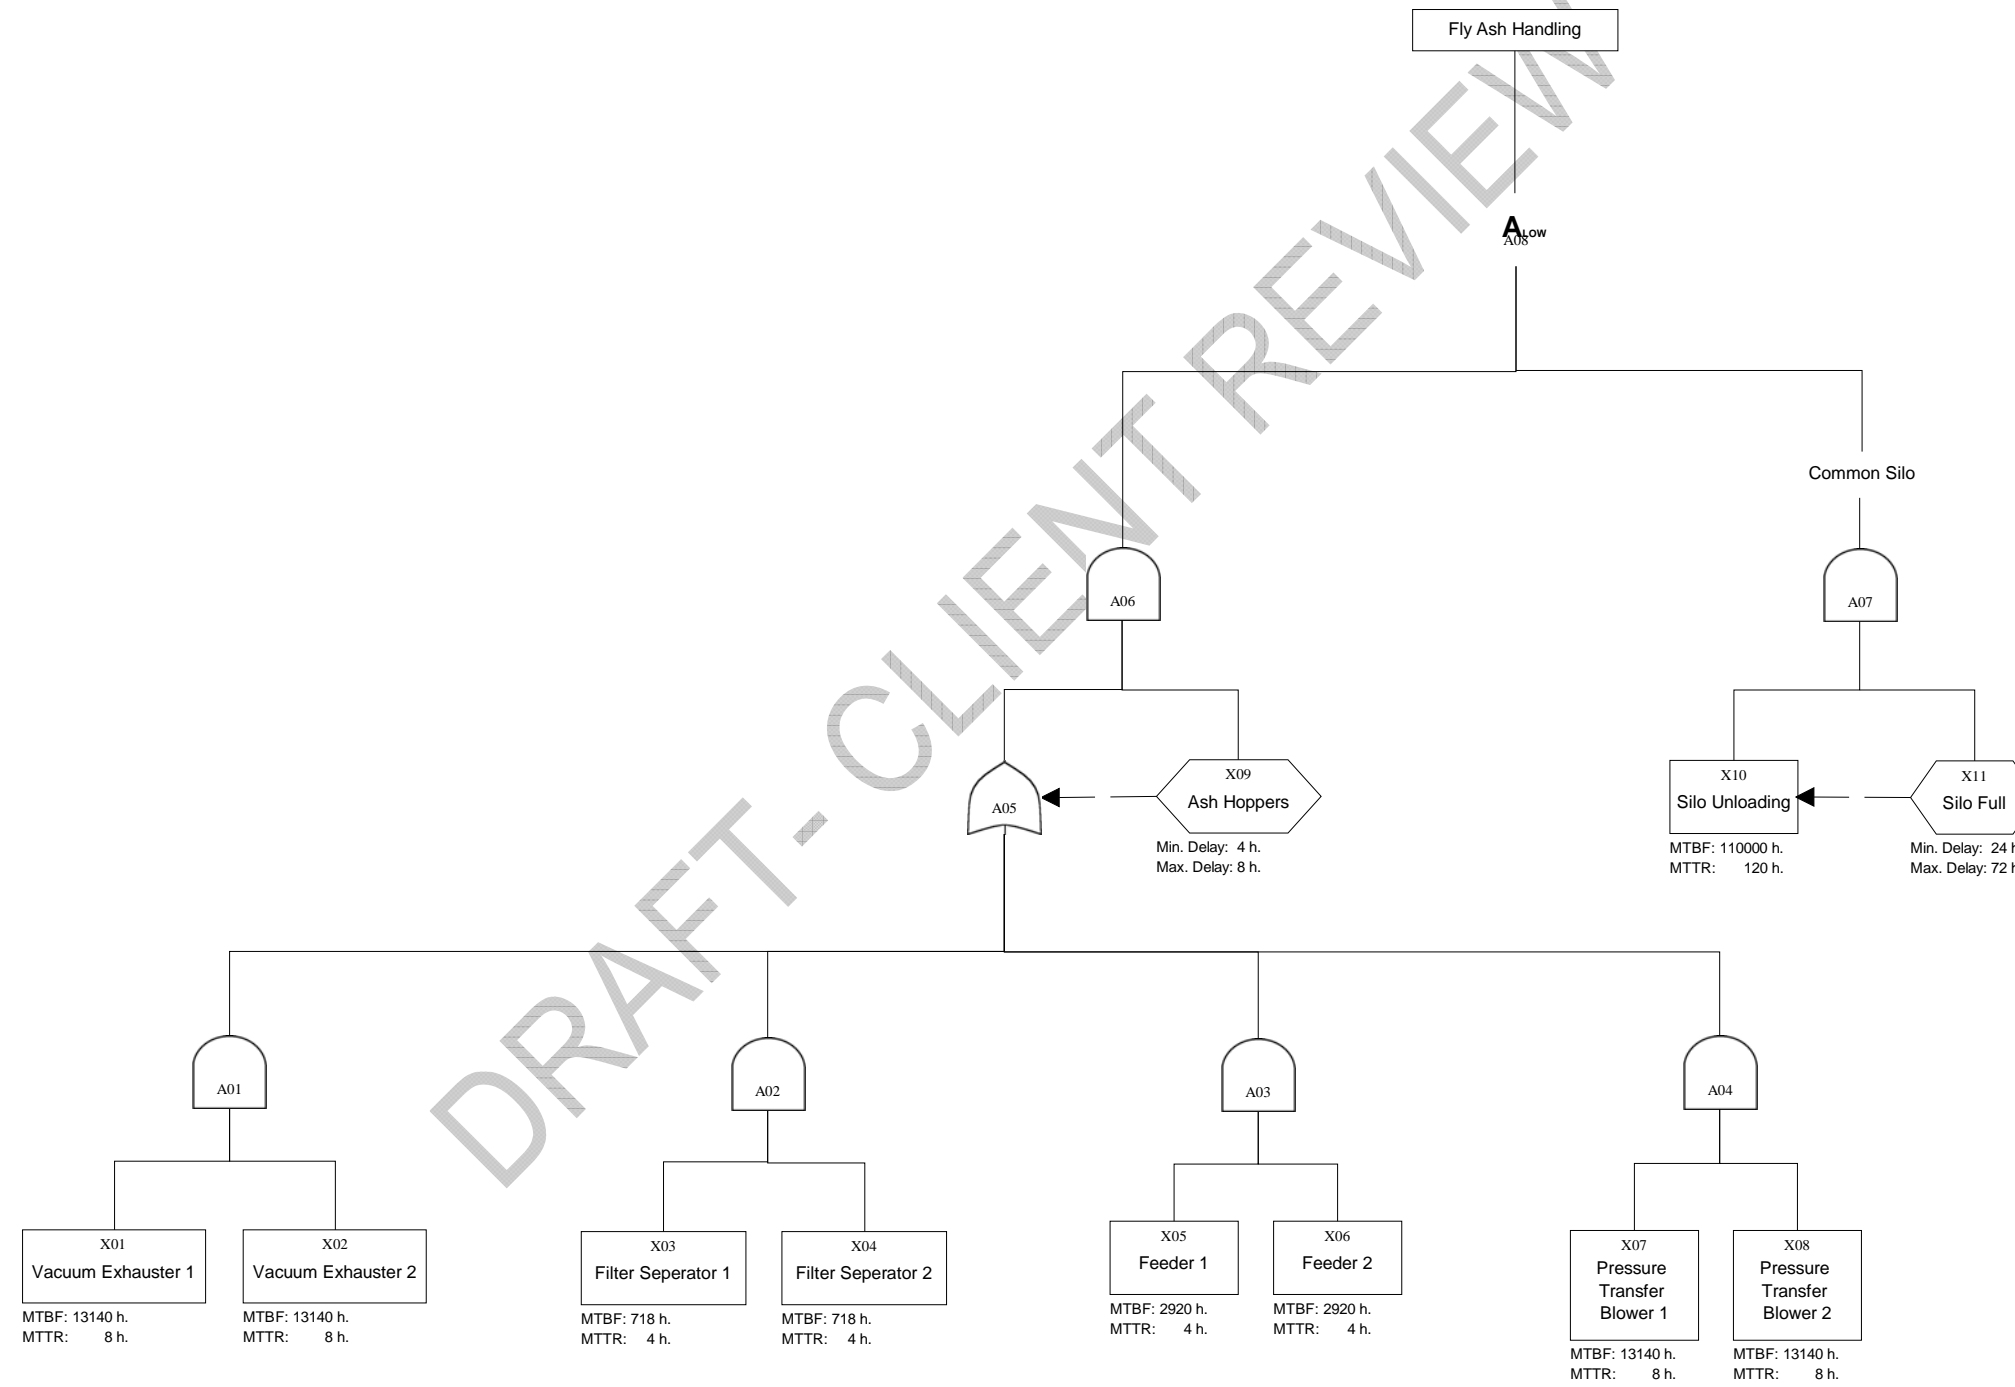 Fly Ash Handling
ALOW
A08
DRAFT - CLIENT REVIEW
Common Silo
A06
A07
A05
X09
Ash Hoppers
Min. Delay: 4 h.
Max. Delay: 8 h.
X10
Silo Unloading
MTBF: 110000 h.
MTTR: 120 h.
X11
Silo Full
Min. Delay: 24 h
Max. Delay: 72 h
A01
A02
A03
A04
X01
Vacuum Exhauster 1
MTBF: 13140 h.
MTTR: 8 h.
X02
Vacuum Exhauster 2
MTBF: 13140 h.
MTTR: 8 h.
X03
Filter Seperator 1
MTBF: 718 h.
MTTR: 4 h.
X04
Filter Seperator 2
MTBF: 718 h.
MTTR: 4 h.
X05
Feeder 1
MTBF: 2920 h.
MTTR: 4 h.
X06
Feeder 2
MTBF: 2920 h.
MTTR: 4 h.
X07
Pressure
Transfer
Blower 1
MTBF: 13140 h.
MTTR: 8 h.
X08
Pressure
Transfer
Blower 2
MTBF: 13140 h.
MTTR: 8 h.